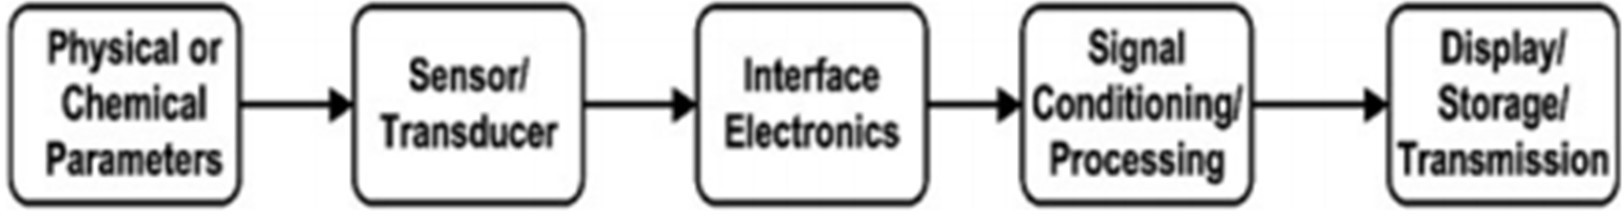 Physical or
Chemical
Parameters
Sensor/
Transducer
Interface
Electronics
Signal
Conditioning/
Processing
Display/
Storage/
Transmission